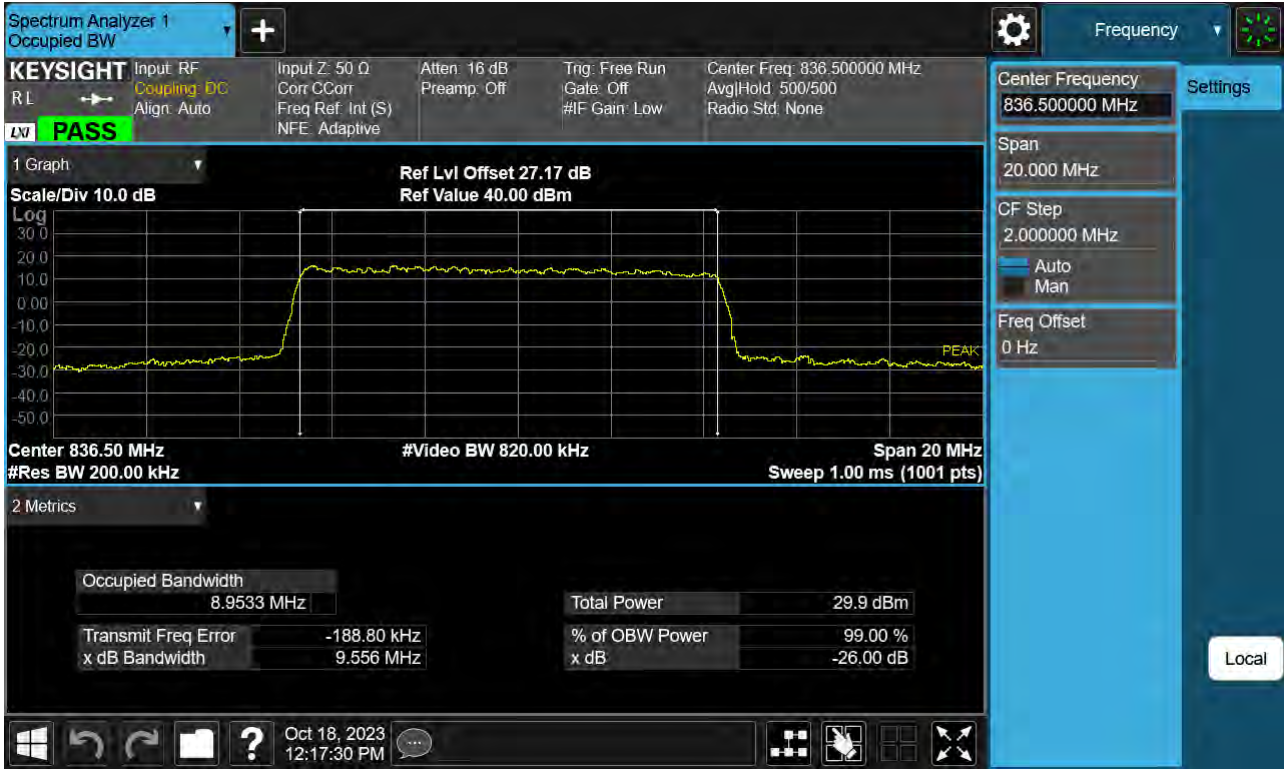 Spectrum Analyzer 1
Occupied BW
+
Frequency
KEYSIGHT
R L
LXI
PASS
Input: RF
Coupling: DC
Align: Auto
Input Z: 50 Ω
Corr CCorr
Freq Ref: Int (S)
NFE: Adaptive
Atten: 16 dB
Preamp: Off
Trig: Free Run
Gate: Off
#IF Gain: Low
Center Freq: 836.500000 MHz
Avg|Hold: 500/500
Radio Std: None
1 Graph
Scale/Div 10.0 dB
Ref Lvl Offset 27.17 dB
Ref Value 40.00 dBm
Log
30.0
20.0
10.0
0.00
-10.0
-20.0
-30.0
-40.0
-50.0
PEAK
Center 836.50 MHz
#Video BW 820.00 kHz
Span 20 MHz
#Res BW 200.00 kHz
Sweep 1.00 ms (1001 pts)
2 Metrics
Occupied Bandwidth
8.9533 MHz
Total Power 29.9 dBm
Transmit Freq Error -188.80 kHz
% of OBW Power 99.00 %
x dB Bandwidth 9.556 MHz
x dB -26.00 dB
Center Frequency
836.500000 MHz
Settings
Span
20.000 MHz
CF Step
2.000000 MHz
Auto
Man
Freq Offset
0 Hz
Local
?
Oct 18, 2023
12:17:30 PM